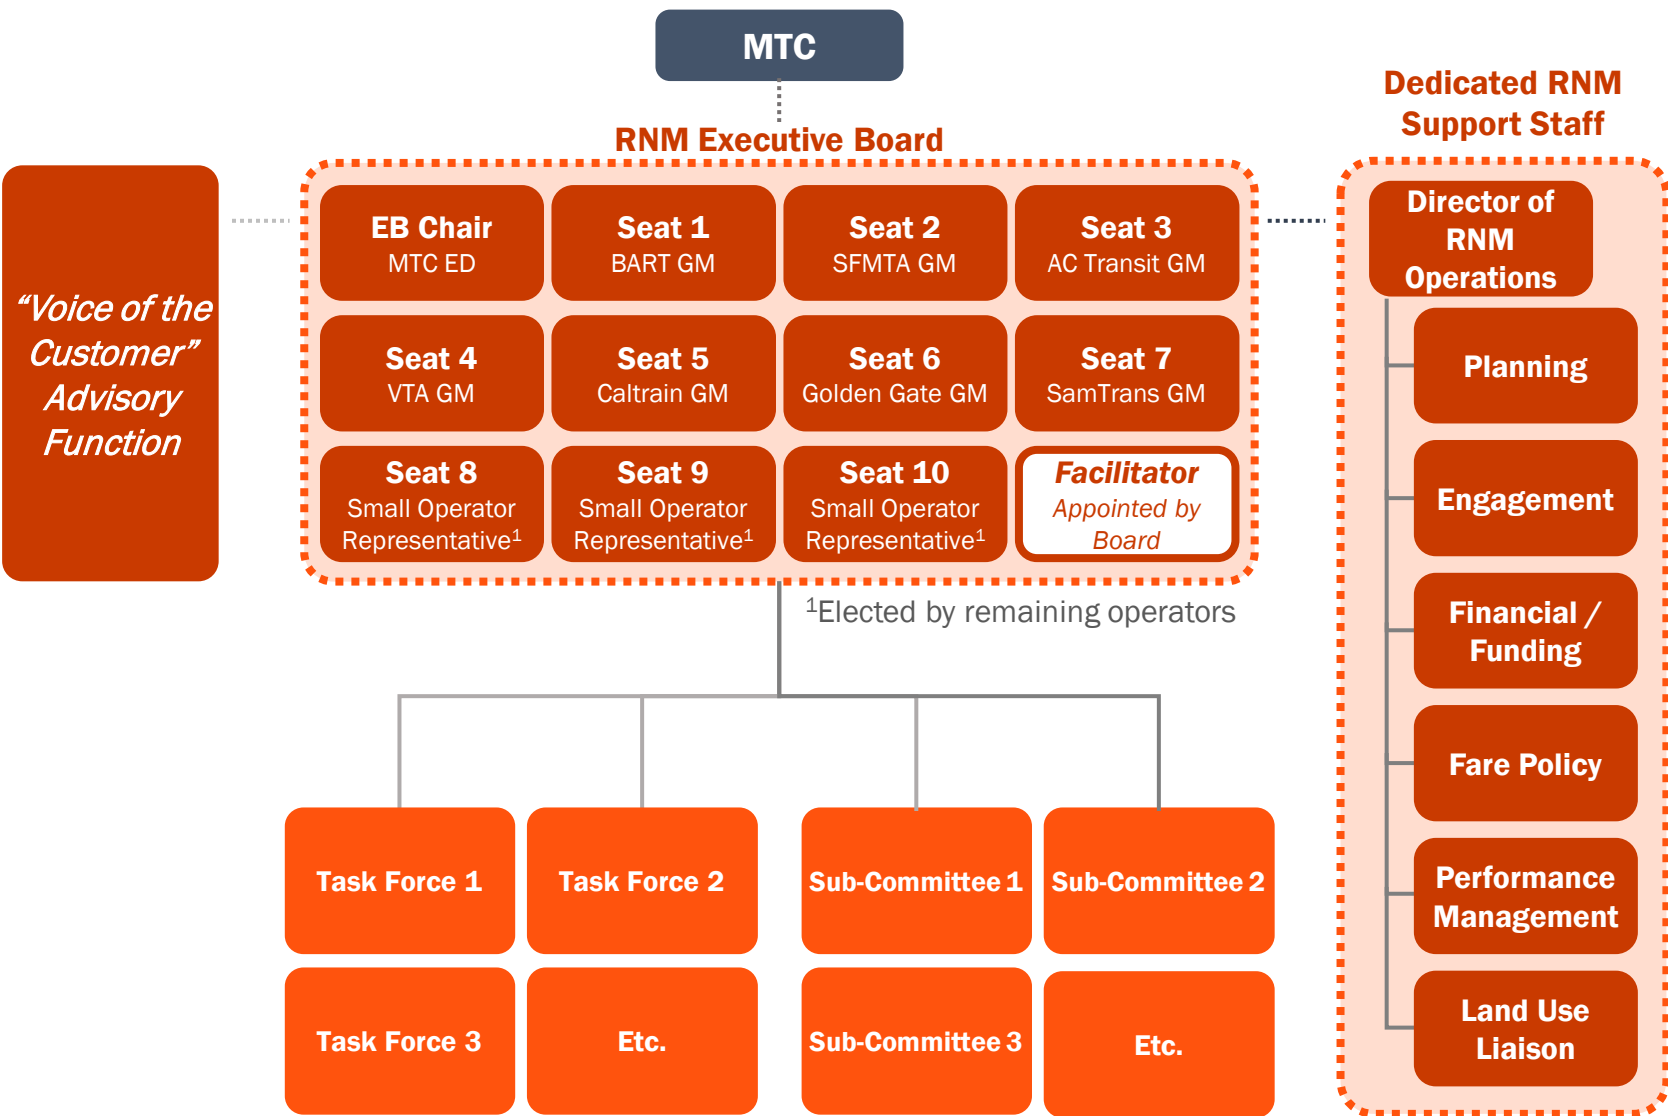 MTC
RNM Executive Board
Dedicated RNM
Support Staff
“Voice of the
Customer”
Advisory
Function
EB Chair
MTC ED
Seat 1
BART GM
Seat 2
SFMTA GM
Seat 3
AC Transit GM
Seat 4
VTA GM
Seat 5
Caltrain GM
Seat 6
Golden Gate GM
Seat 7
SamTrans GM
Seat 8
Small Operator
Representative¹
Seat 9
Small Operator
Representative¹
Seat 10
Small Operator
Representative¹
Facilitator
Appointed by
Board
¹Elected by remaining operators
Task Force 1
Task Force 2
Sub-Committee 1
Sub-Committee 2
Task Force 3
Etc.
Sub-Committee 3
Etc.
Director of
RNM
Operations
Planning
Engagement
Financial /
Funding
Fare Policy
Performance
Management
Land Use
Liaison